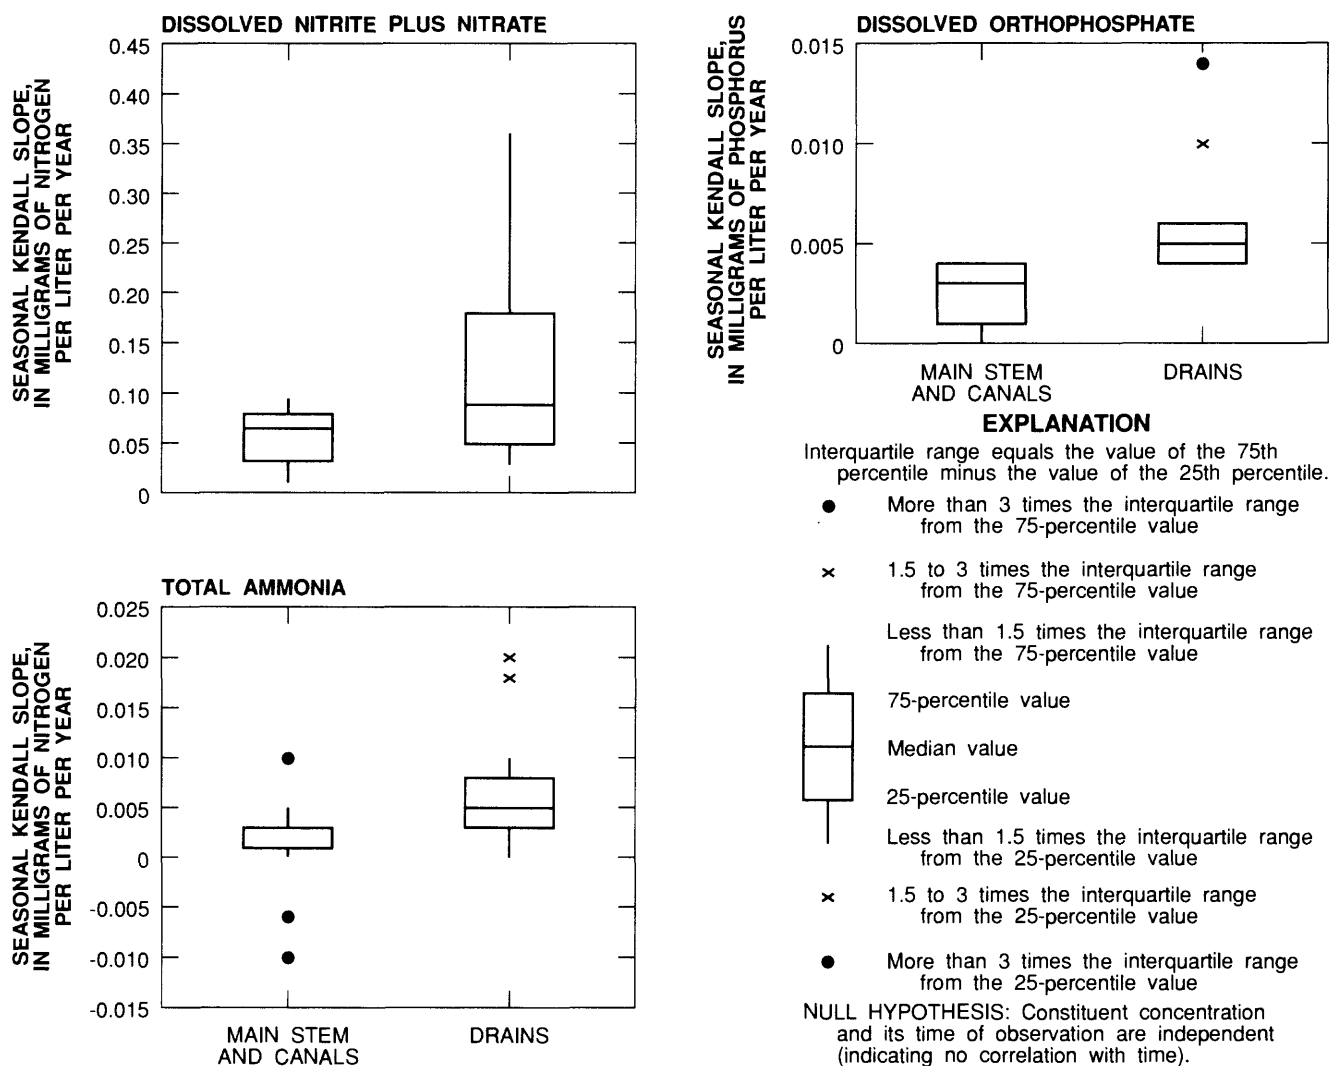 DISSOLVED NITRITE PLUS NITRATE
SEASONAL KENDALL SLOPE,
IN MILLIGRAMS OF NITROGEN
PER LITER PER YEAR
0.45
0.40
0.35
0.30
0.25
0.20
0.15
0.10
0.05
0
TOTAL AMMONIA
SEASONAL KENDALL SLOPE,
IN MILLIGRAMS OF NITROGEN
PER LITER PER YEAR
0.025
0.020
0.015
0.010
0.005
0
-0.005
-0.010
-0.015
MAIN STEM
AND CANALS
DRAINS
DISSOLVED ORTHOPHOSPHATE
SEASONAL KENDALL SLOPE,
IN MILLIGRAMS OF PHOSPHORUS
PER LITER PER YEAR
0.015
0.010
0.005
0
MAIN STEM
AND CANALS
DRAINS
EXPLANATION
Interquartile range equals the value of the 75th
percentile minus the value of the 25th percentile.
More than 3 times the interquartile range
from the 75-percentile value
1.5 to 3 times the interquartile range
from the 75-percentile value
Less than 1.5 times the interquartile range
from the 75-percentile value
75-percentile value
Median value
25-percentile value
Less than 1.5 times the interquartile range
from the 25-percentile value
1.5 to 3 times the interquartile range
from the 25-percentile value
More than 3 times the interquartile range
from the 25-percentile value
NULL HYPOTHESIS: Constituent concentration
and its time of observation are independent
(indicating no correlation with time).